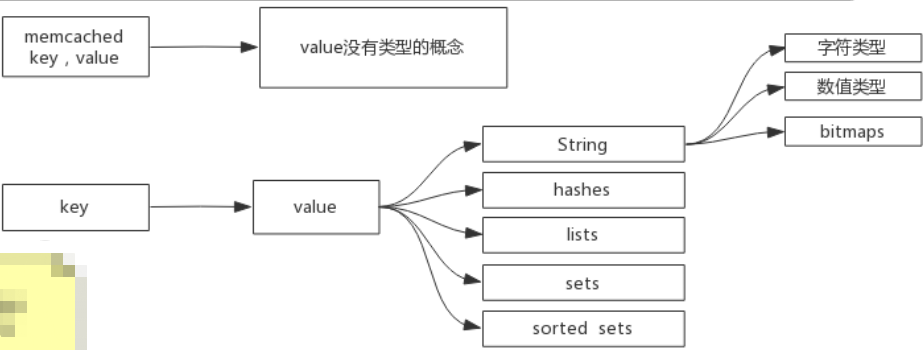 memcached
key , value
value没有类型的概念
字符类型
数值类型
bitmaps
String
hashes
key
value
lists
sets
sorted sets